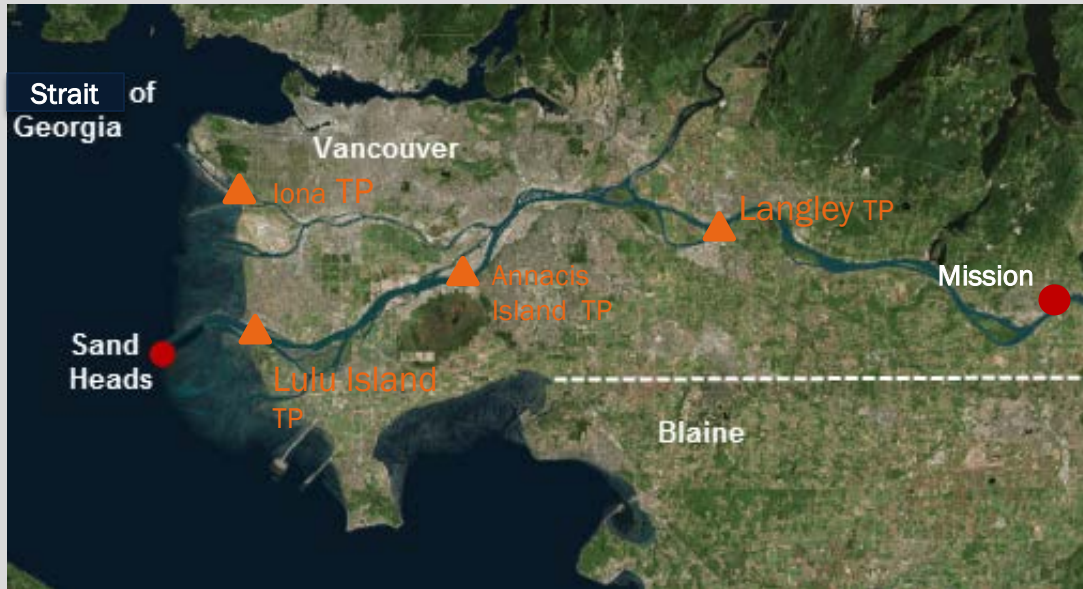 Strait of
Georgia
Vancouver
Iona TP
Langley TP
Annacis
Island TP
Mission
Sand
Heads
Lulu Island
TP
Blaine